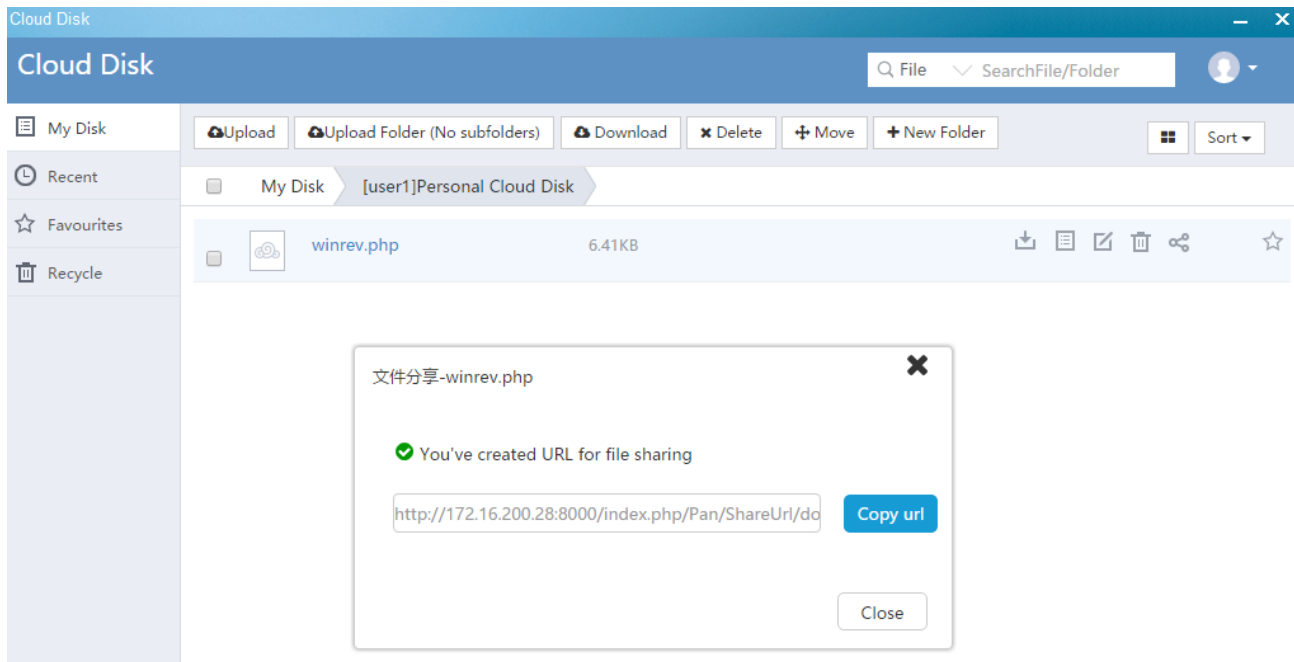 Cloud Disk
Cloud Disk
File SearchFile/Folder
My Disk
Recent
Favourites
Recycle
Upload Upload Folder (No subfolders) Download Delete Move New Folder Sort
My Disk [user1]Personal Cloud Disk
winrev.php 6.41KB
文件分享-winrev.php
You've created URL for file sharing
http://172.16.200.28:8000/index.php/Pan/ShareUrl/do Copy url
Close